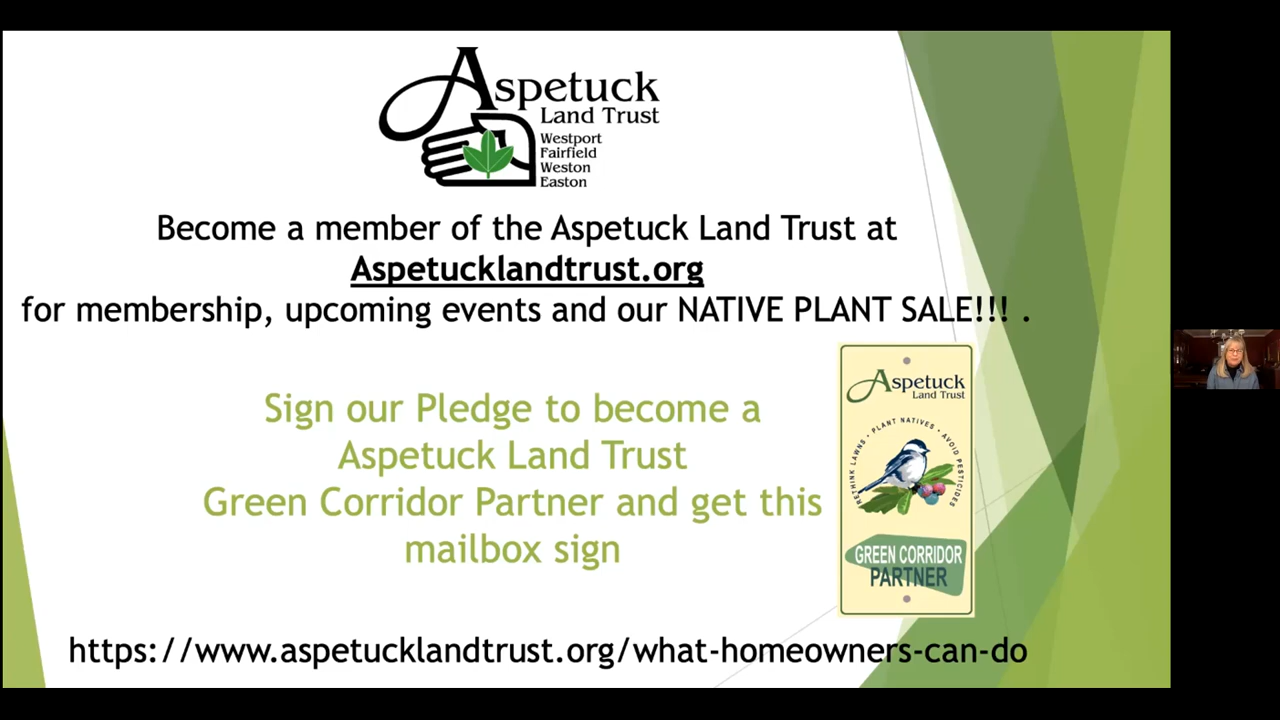 Aspetuck
Land Trust
Westport
Fairfield
Weston
Easton
Become a member of the Aspetuck Land Trust at
Aspetucklandtrust.org
for membership, upcoming events and our NATIVE PLANT SALE!!! .
Sign our Pledge to become a
Aspetuck Land Trust
Green Corridor Partner and get this
mailbox sign
Aspetuck
Land Trust
RETHINK LAWNS • PLANT NATIVES • AVOID PESTICIDES
GREEN CORRIDOR
PARTNER
https://www.aspetucklandtrust.org/what-homeowners-can-do